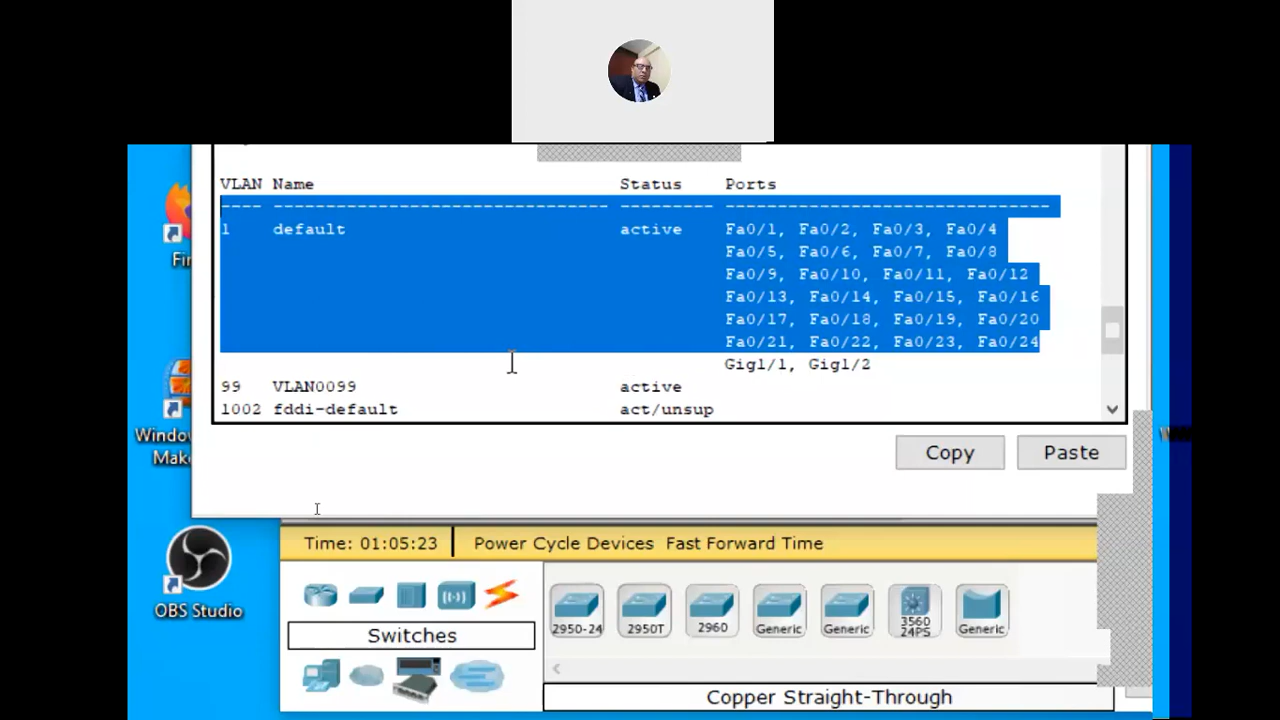 VLAN Name Status Ports
---- -------------------------------- --------- -------------------------------
1 default active Fa0/1, Fa0/2, Fa0/3, Fa0/4
Fa0/5, Fa0/6, Fa0/7, Fa0/8
Fa0/9, Fa0/10, Fa0/11, Fa0/12
Fa0/13, Fa0/14, Fa0/15, Fa0/16
Fa0/17, Fa0/18, Fa0/19, Fa0/20
Fa0/21, Fa0/22, Fa0/23, Fa0/24
Gig1/1, Gig1/2
99 VLAN0099 active
1002 fddi-default act/unsup
Copy Paste
Fir
Window
Make
OBS Studio
Time: 01:05:23 Power Cycle Devices Fast Forward Time
Switches
2950-24 2950T 2960 Generic Generic 3560 24PS Generic
Copper Straight-Through